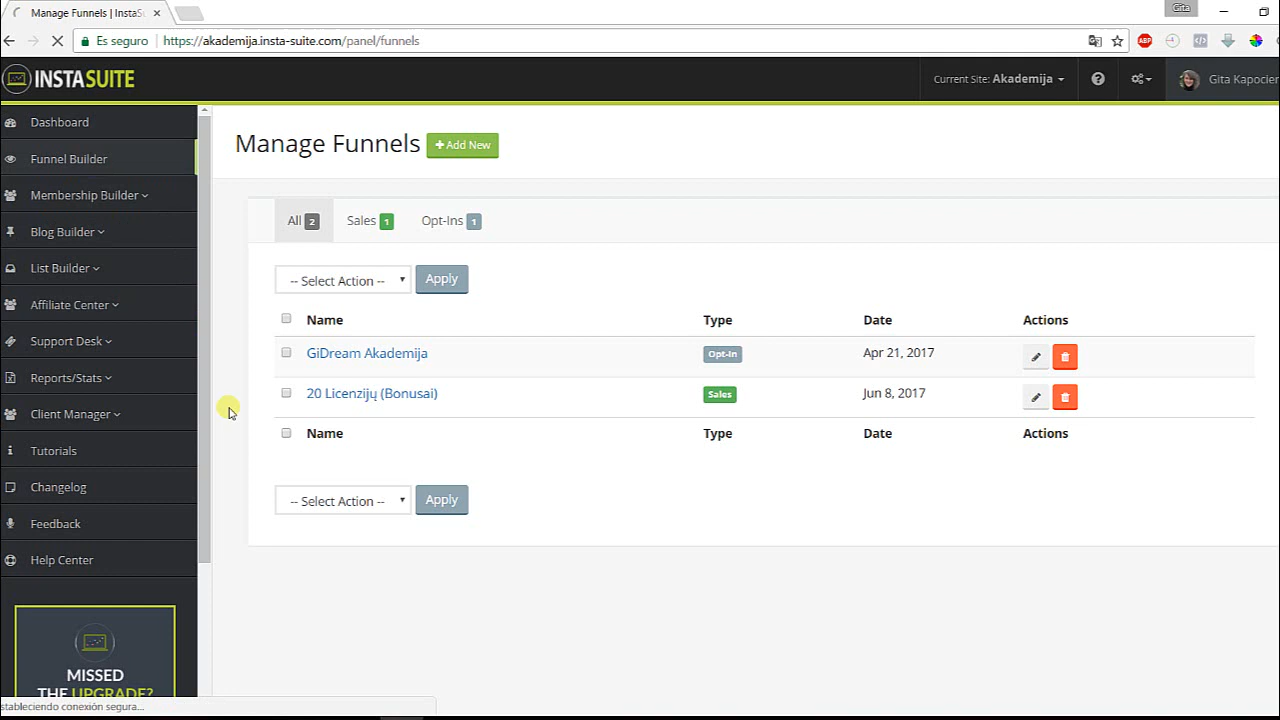 Manage Funnels | InstaSu
Gita
Es seguro https://akademija.insta-suite.com/panel/funnels
ABP
INSTASUITE
Current Site: Akademija
Gita Kapocier
Dashboard
Funnel Builder
Membership Builder
Blog Builder
List Builder
Affiliate Center
Support Desk
Reports/Stats
Client Manager
Tutorials
Changelog
Feedback
Help Center
MISSED
THE UPGRADE?
Manage Funnels + Add New
All 2 Sales 1 Opt-Ins 1
-- Select Action -- Apply
Name Type Date Actions
GiDream Akademija Opt-In Apr 21, 2017
20 Licenzijų (Bonusai) Sales Jun 8, 2017
Name Type Date Actions
-- Select Action -- Apply
stableciendo conexión segura...